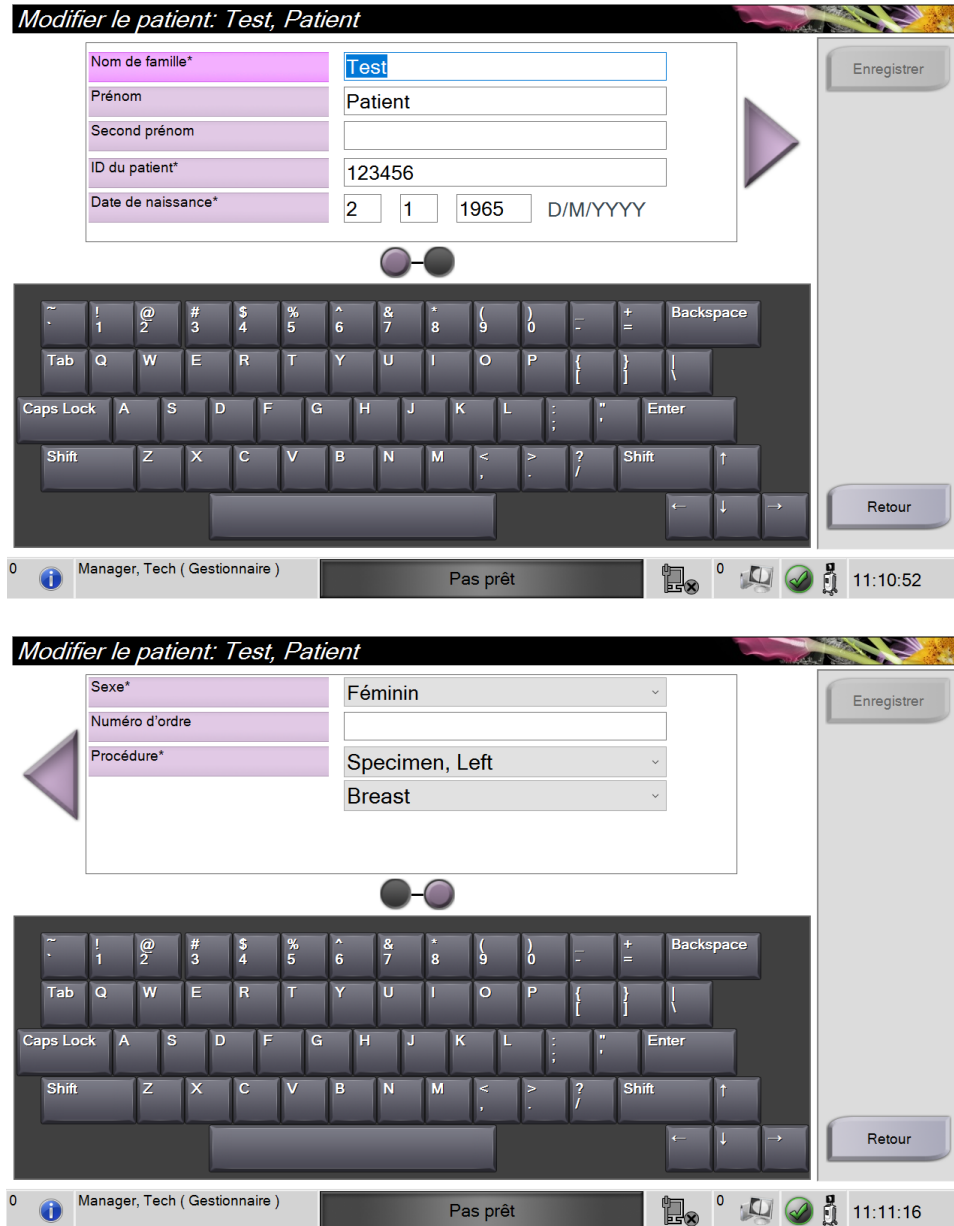 Modifier le patient: Test, Patient
Nom de famille* Test
Enregistrer
Prénom Patient
Second prénom
ID du patient* 123456
Date de naissance* 2 1 1965 D/M/YYYY
~ ! @ # $ % ^ & * ( ) _ + Backspace
` 1 2 3 4 5 6 7 8 9 0 - =
Tab Q W E R T Y U I O P { } |
[ ] \
Caps Lock A S D F G H J K L : " Enter
; '
Shift Z X C V B N M < > ? Shift ↑
, . /
← ↓ →
Retour
0 Manager, Tech ( Gestionnaire ) Pas prêt 0 11:10:52
Modifier le patient: Test, Patient
Sexe* Féminin
Enregistrer
Numéro d'ordre
Procédure* Specimen, Left
Breast
~ ! @ # $ % ^ & * ( ) _ + Backspace
` 1 2 3 4 5 6 7 8 9 0 - =
Tab Q W E R T Y U I O P { } |
[ ] \
Caps Lock A S D F G H J K L : " Enter
; '
Shift Z X C V B N M < > ? Shift ↑
, . /
← ↓ →
Retour
0 Manager, Tech ( Gestionnaire ) Pas prêt 0 11:11:16